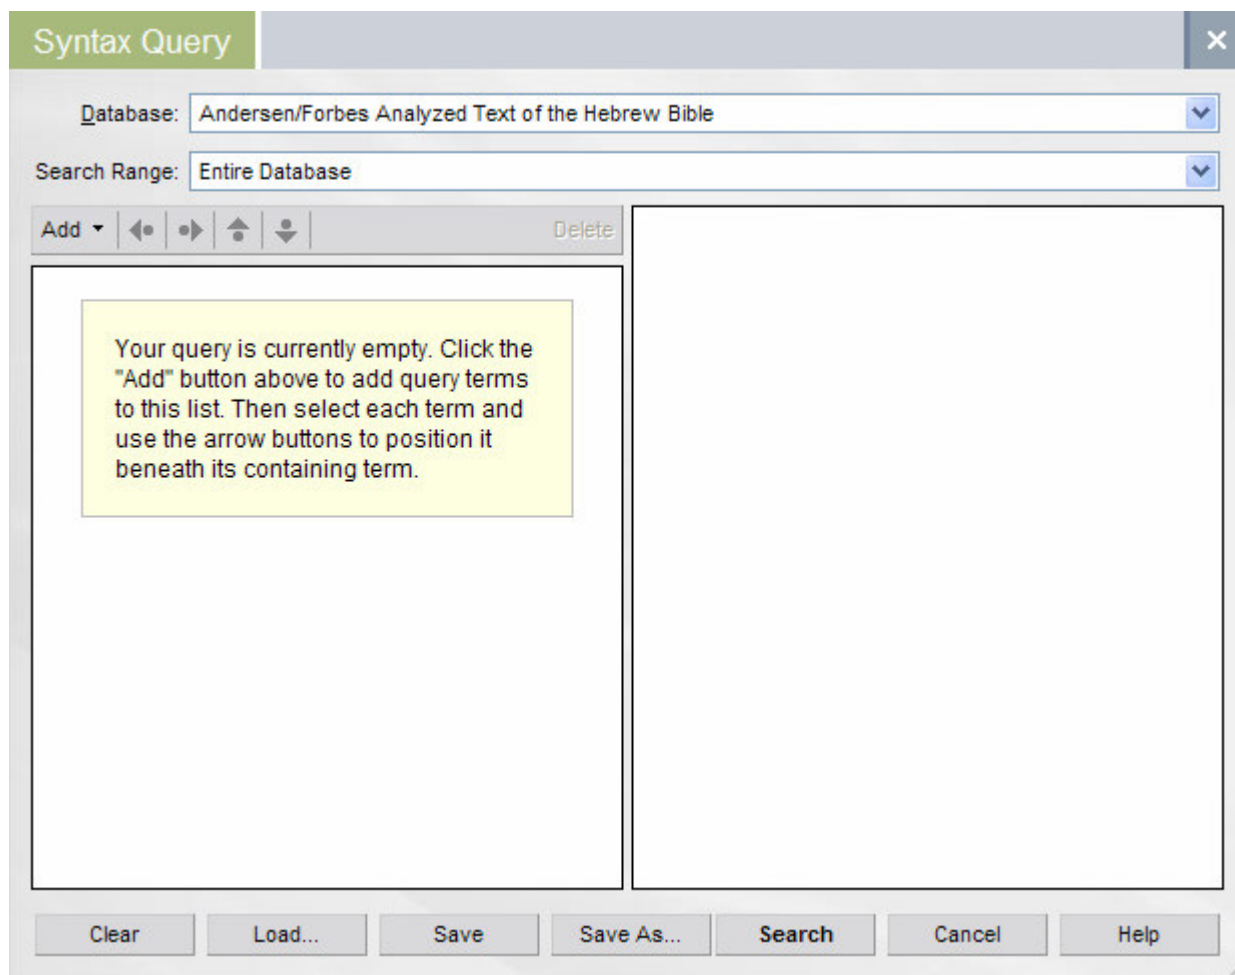 Syntax Query
Database: Andersen/Forbes Analyzed Text of the Hebrew Bible
Search Range: Entire Database
Add Delete
Your query is currently empty. Click the
"Add" button above to add query terms
to this list. Then select each term and
use the arrow buttons to position it
beneath its containing term.
Clear Load... Save Save As... Search Cancel Help